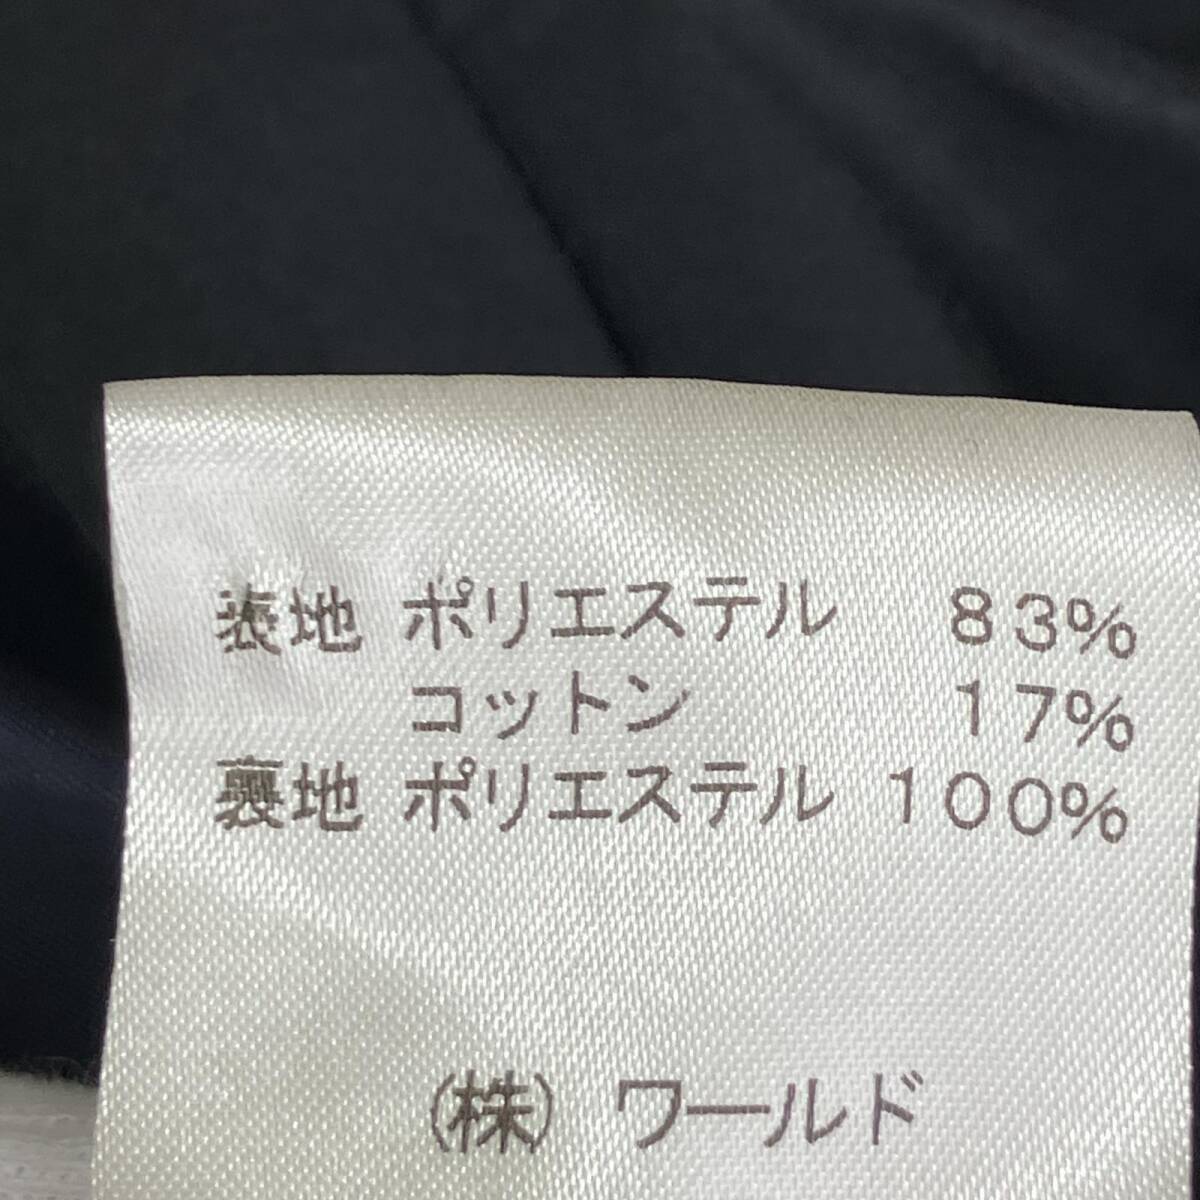 表地 ポリエステル 83%
コットン 17%
裏地 ポリエステル 100%
(株) ワールド